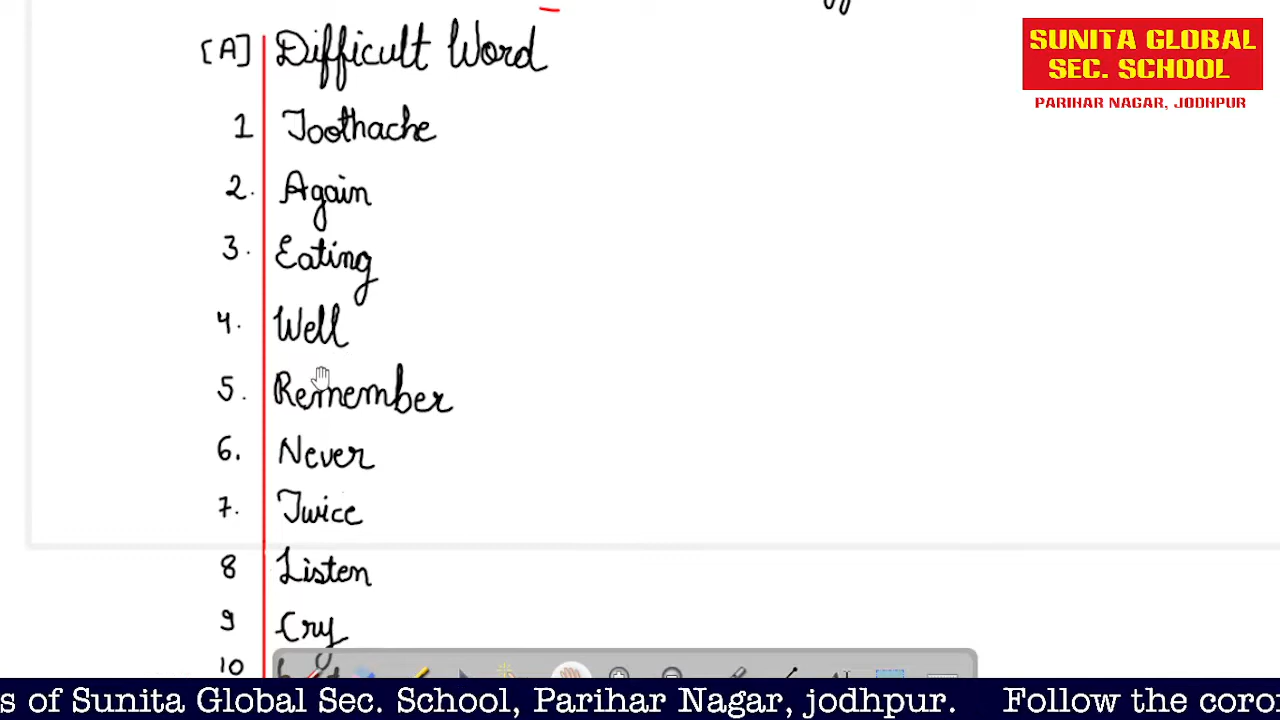 [A] Difficult Word
SUNITA GLOBAL
SEC. SCHOOL
PARIHAR NAGAR, JODHPUR
1 Toothache
2. Again
3. Eating
4. Well
5. Remember
6. Never
7. Twice
8 Listen
9 Cry
10
s of Sunita Global Sec. School, Parihar Nagar, jodhpur. Follow the coro